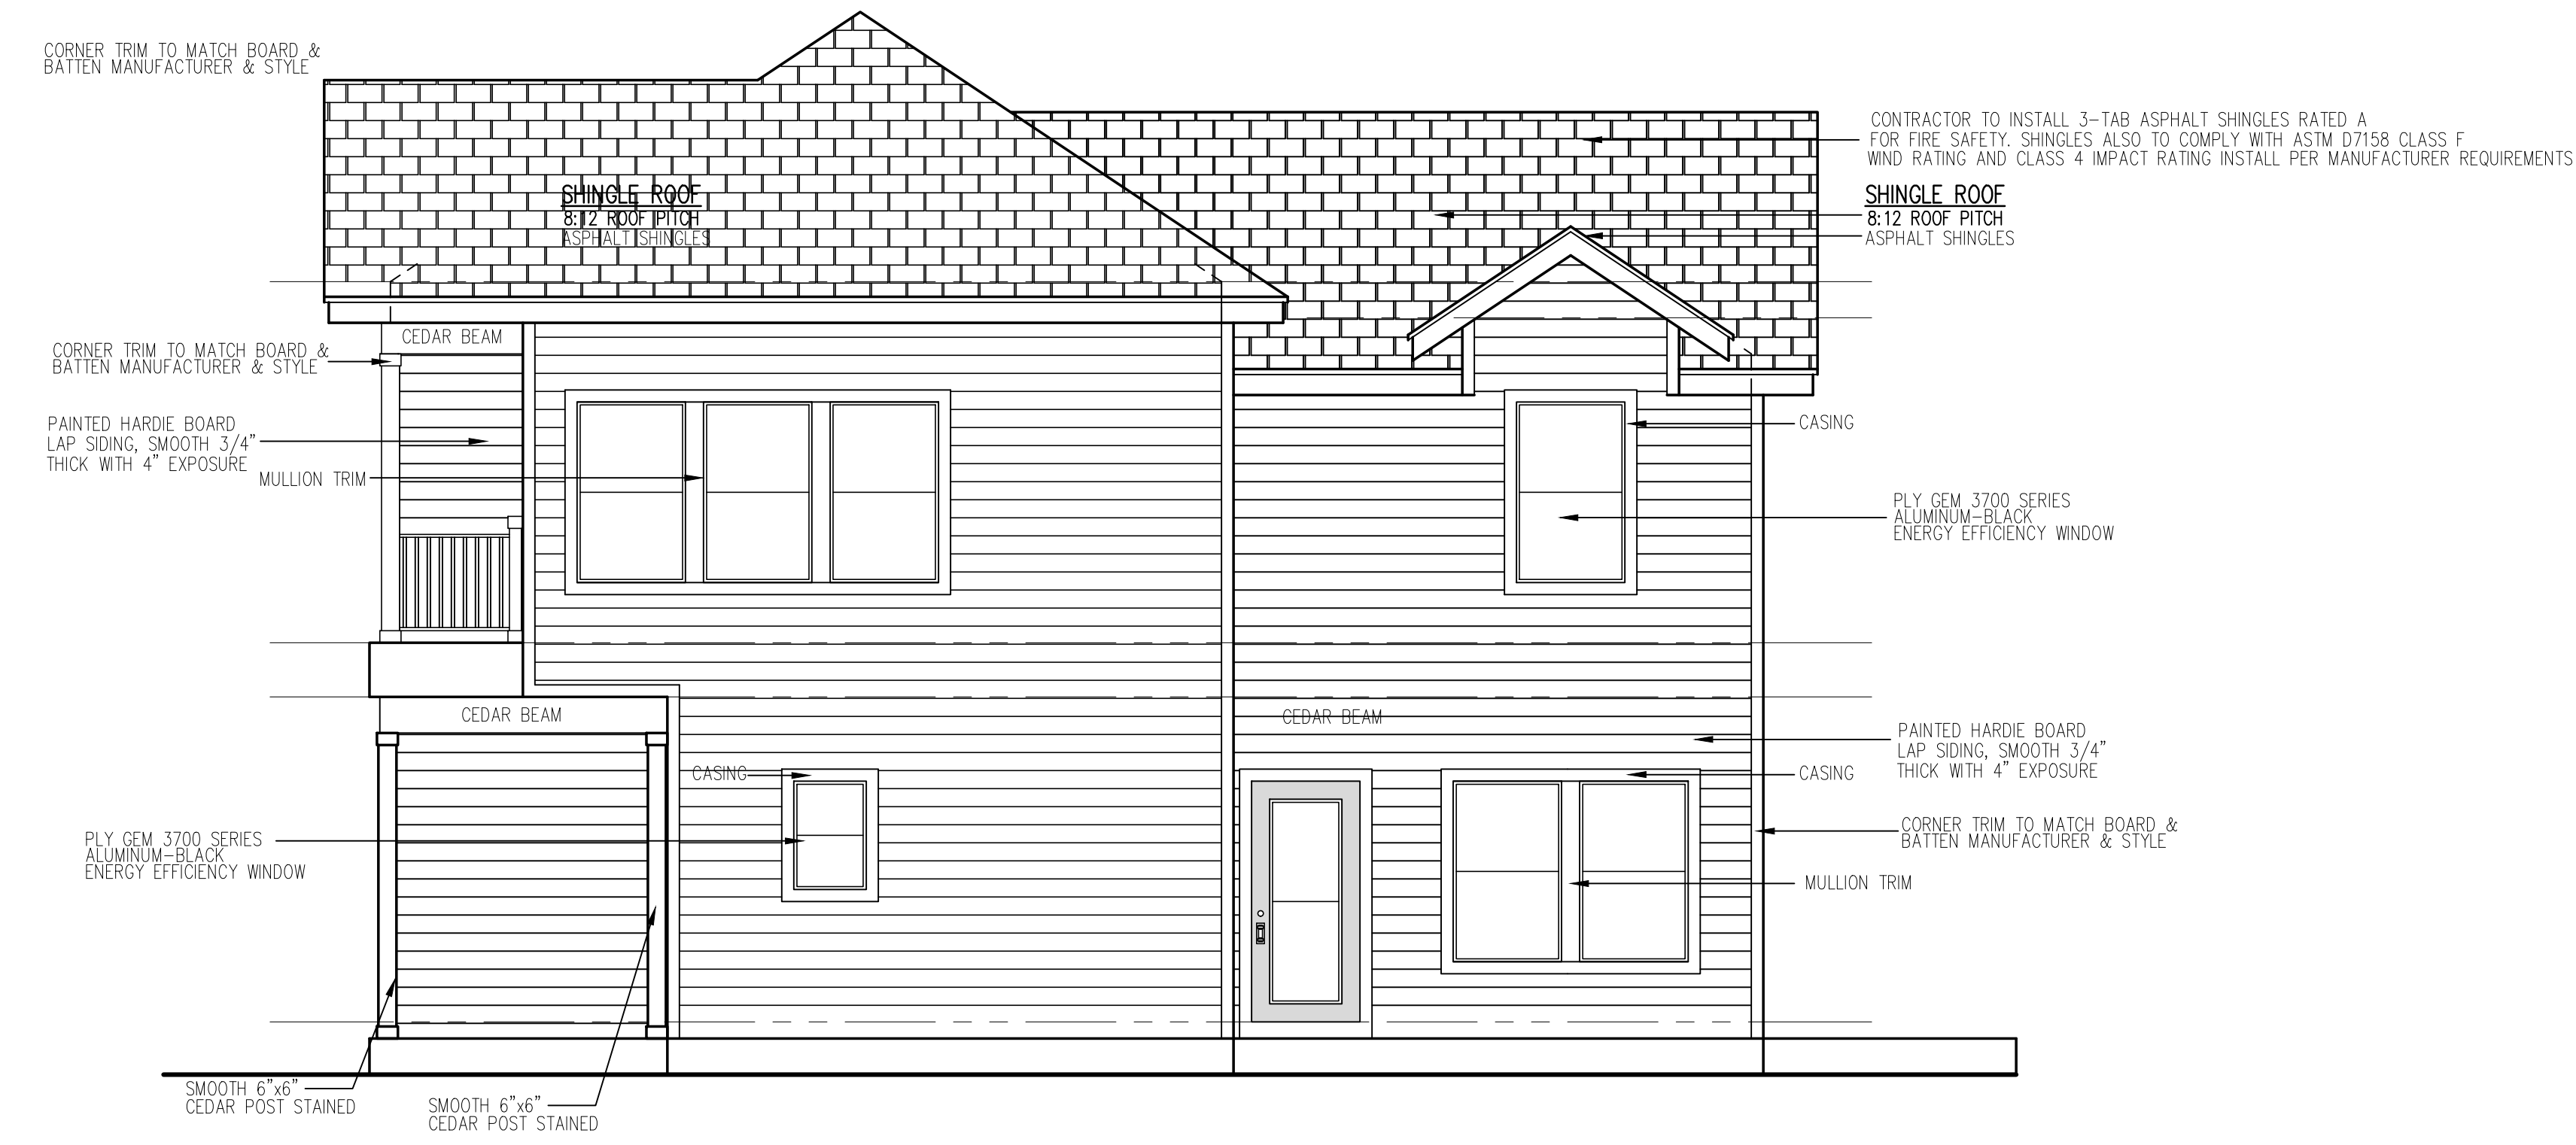 CORNER TRIM TO MATCH BOARD &
BATTEN MANUFACTURER & STYLE
CONTRACTOR TO INSTALL 3-TAB ASPHALT SHINGLES RATED A
FOR FIRE SAFETY. SHINGLES ALSO TO COMPLY WITH ASTM D7158 CLASS F
WIND RATING AND CLASS 4 IMPACT RATING INSTALL PER MANUFACTURER REQUIREMENTS
SHINGLE ROOF
8:12 ROOF PITCH
ASPHALT SHINGLES
SHINGLE ROOF
8:12 ROOF PITCH
ASPHALT SHINGLES
CEDAR BEAM
CORNER TRIM TO MATCH BOARD &
BATTEN MANUFACTURER & STYLE
PAINTED HARDIE BOARD
LAP SIDING, SMOOTH 3/4"
THICK WITH 4" EXPOSURE
MULLION TRIM
CASING
PLY GEM 3700 SERIES
ALUMINUM-BLACK
ENERGY EFFICIENCY WINDOW
CEDAR BEAM
CEDAR BEAM
PAINTED HARDIE BOARD
LAP SIDING, SMOOTH 3/4"
THICK WITH 4" EXPOSURE
CASING
CASING
PLY GEM 3700 SERIES
ALUMINUM-BLACK
ENERGY EFFICIENCY WINDOW
CORNER TRIM TO MATCH BOARD &
BATTEN MANUFACTURER & STYLE
MULLION TRIM
SMOOTH 6"x6"
CEDAR POST STAINED
SMOOTH 6"x6"
CEDAR POST STAINED